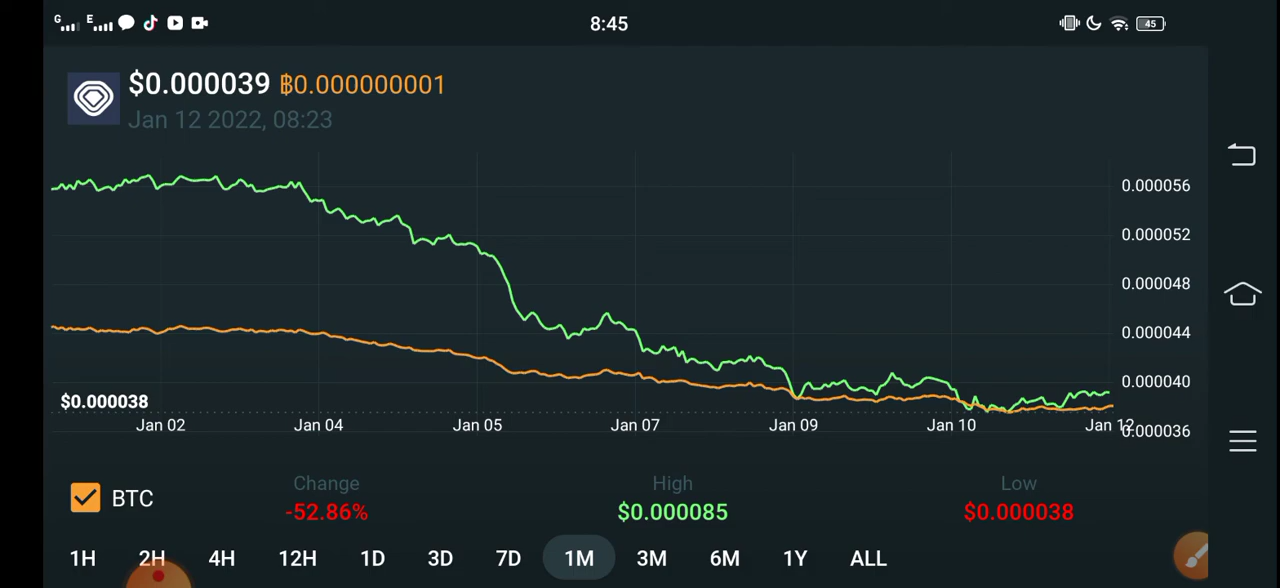 G E 8:45 45
$0.000039 ฿0.000000001
Jan 12 2022, 08:23
0.000056
0.000052
0.000048
0.000044
0.000040
$0.000038
0.000036
Jan 02 Jan 04 Jan 05 Jan 07 Jan 09 Jan 10 Jan 12
Change High Low
BTC -52.86% $0.000085 $0.000038
1H 2H 4H 12H 1D 3D 7D 1M 3M 6M 1Y ALL